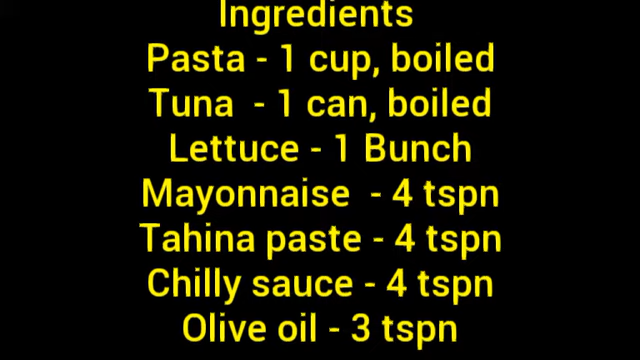 Ingredients
Pasta - 1 cup, boiled
Tuna - 1 can, boiled
Lettuce - 1 Bunch
Mayonnaise - 4 tspn
Tahina paste - 4 tspn
Chilly sauce - 4 tspn
Olive oil - 3 tspn